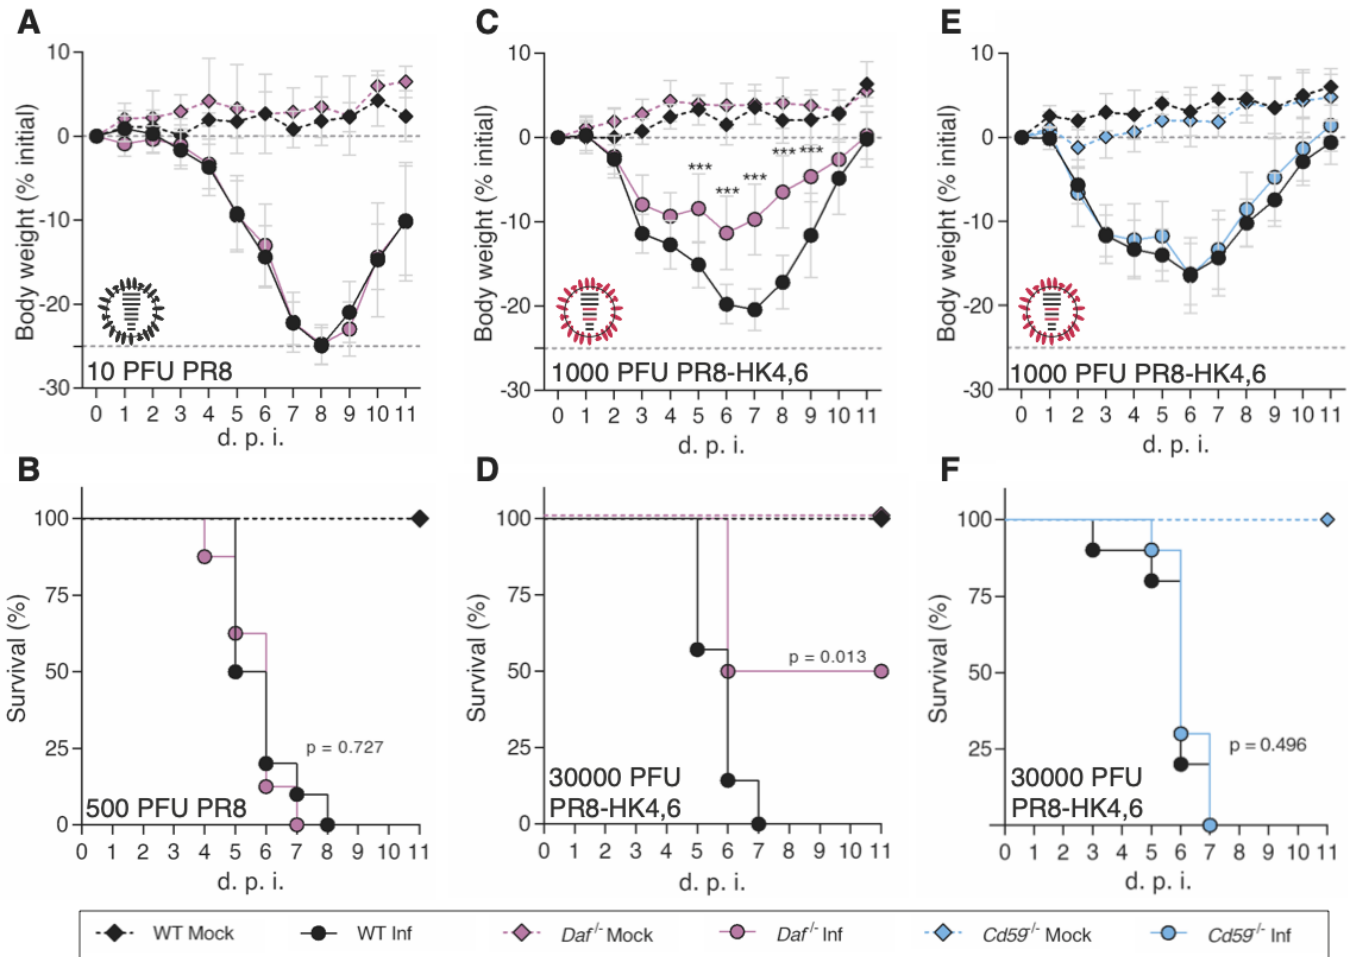 A
10
0
-10
-20
-30
Body weight (% initial)
10 PFU PR8
0 1 2 3 4 5 6 7 8 9 10 11
d. p. i.
C
10
0
-10
-20
-30
Body weight (% initial)
***
***
***
***
***
1000 PFU PR8-HK4,6
0 1 2 3 4 5 6 7 8 9 10 11
d. p. i.
E
10
0
-10
-20
-30
Body weight (% initial)
1000 PFU PR8-HK4,6
0 1 2 3 4 5 6 7 8 9 10 11
d. p. i.
B
100
75
50
25
0
Survival (%)
p = 0.727
500 PFU PR8
0 1 2 3 4 5 6 7 8 9 10 11
d. p. i.
D
100
75
50
25
0
Survival (%)
p = 0.013
30000 PFU
PR8-HK4,6
0 1 2 3 4 5 6 7 8 9 10 11
d. p. i.
F
100
75
50
25
Survival (%)
p = 0.496
30000 PFU
PR8-HK4,6
0 1 2 3 4 5 6 7 8 9 10 11
d. p. i.
WT Mock WT Inf Daf-/- Mock Daf-/- Inf Cd59-/- Mock Cd59-/- Inf